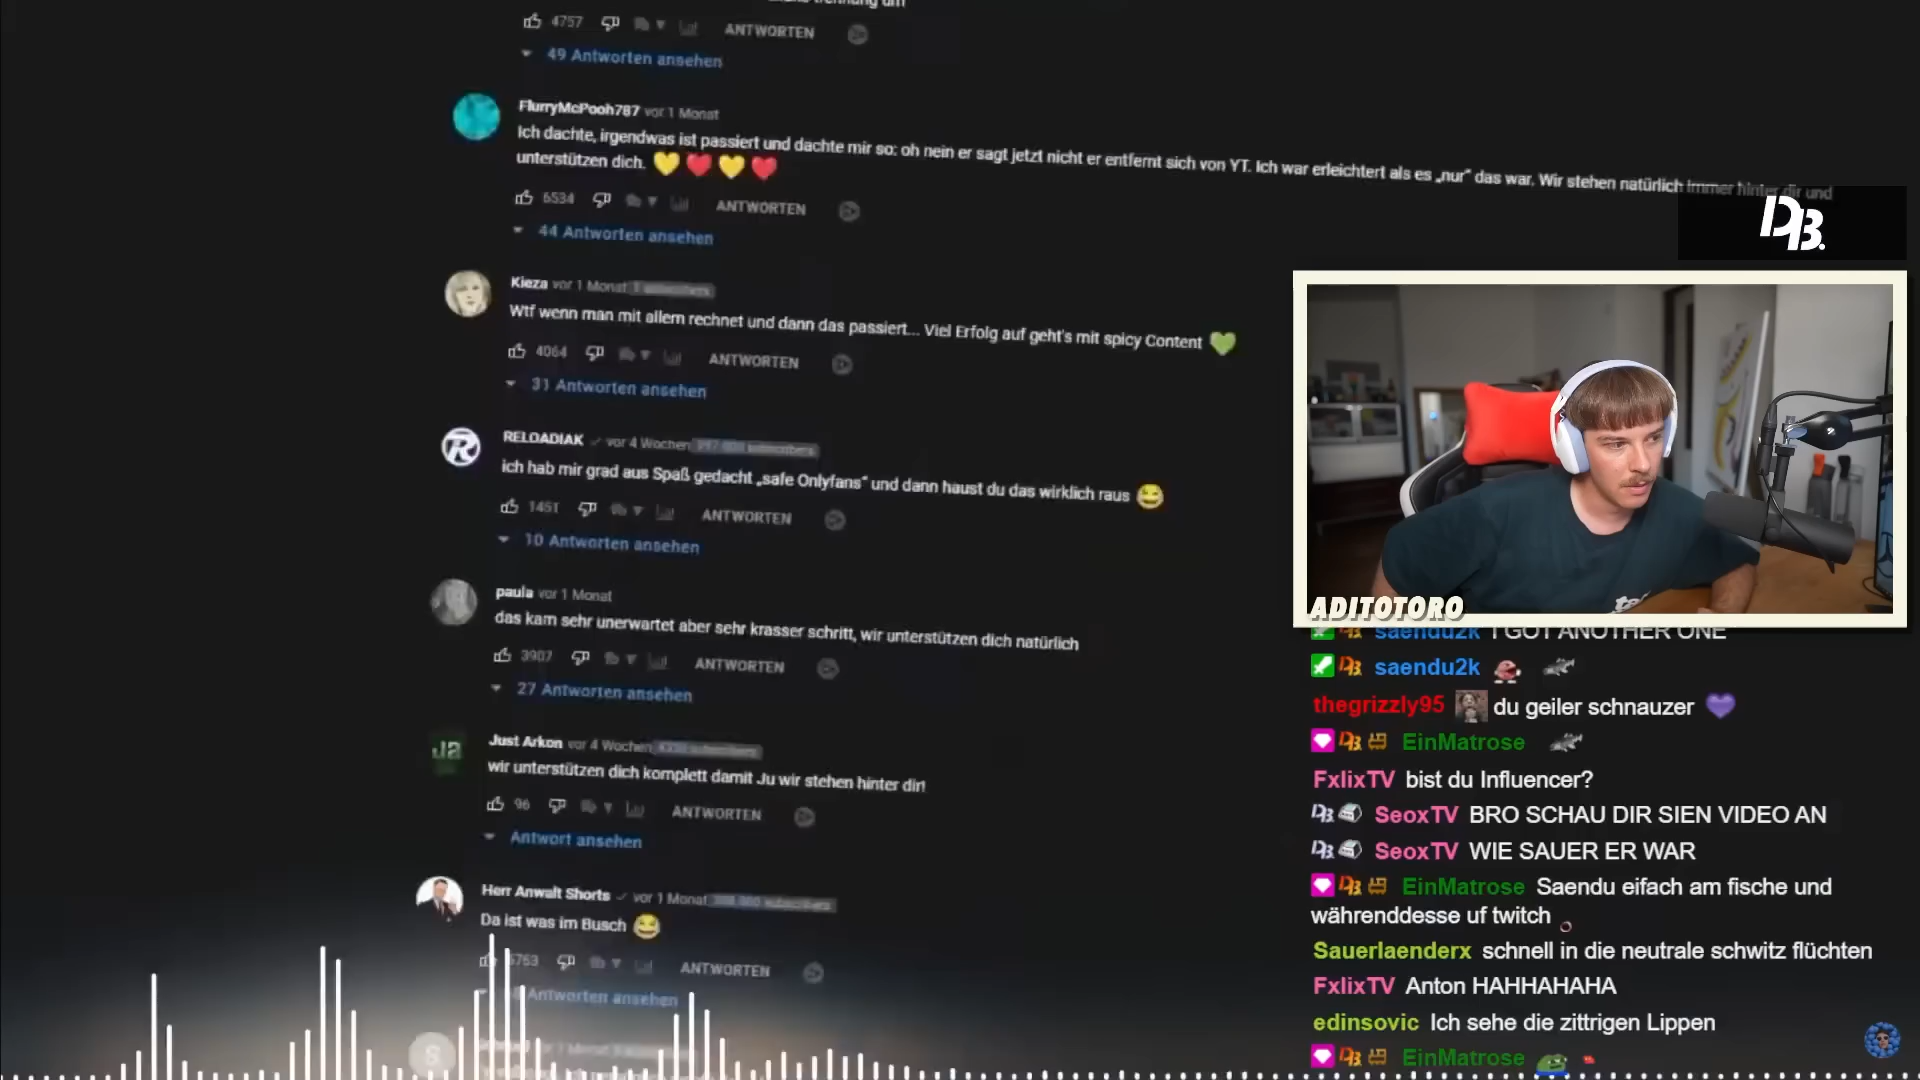 4757 ANTWORTEN
49 Antworten ansehen
FlurryMcPooh787 vor 1 Monat
Ich dachte, irgendwas ist passiert und dachte mir so: oh nein er sagt jetzt nicht er entfernt sich von YT. Ich war erleichtert als es „nur" das war. Wir stehen natürlich immer hinter dir und
unterstützen dich. 💛❤️💛❤️
6534 ANTWORTEN
44 Antworten ansehen
Kieza vor 1 Monat
Wtf wenn man mit allem rechnet und dann das passiert... Viel Erfolg auf geht's mit spicy Content 💚
4064 ANTWORTEN
31 Antworten ansehen
RELOADIAK vor 4 Wochen
ich hab mir grad aus Spaß gedacht „safe Onlyfans" und dann haust du das wirklich raus 😂
1451 ANTWORTEN
10 Antworten ansehen
paula vor 1 Monat
das kam sehr unerwartet aber sehr krasser schritt, wir unterstützen dich natürlich
3907 ANTWORTEN
27 Antworten ansehen
Just Arkon vor 4 Wochen
wir unterstützen dich komplett damit Ju wir stehen hinter dir!
96 ANTWORTEN
Antwort ansehen
Herr Anwalt Shorts vor 1 Monat
Da ist was im Busch 😂
ANTWORTEN
Antworten ansehen
DB.
ADITOTORO
saendu2k I GOT ANOTHER ONE
saendu2k
thegrizzly95 du geiler schnauzer 💜
EinMatrose
FxlixTV bist du Influencer?
SeoxTV BRO SCHAU DIR SIEN VIDEO AN
SeoxTV WIE SAUER ER WAR
EinMatrose Saendu eifach am fische und
währenddesse uf twitch
Sauerlaenderx schnell in die neutrale schwitz flüchten
FxlixTV Anton HAHHAHAHA
edinsovic Ich sehe die zittrigen Lippen
EinMatrose